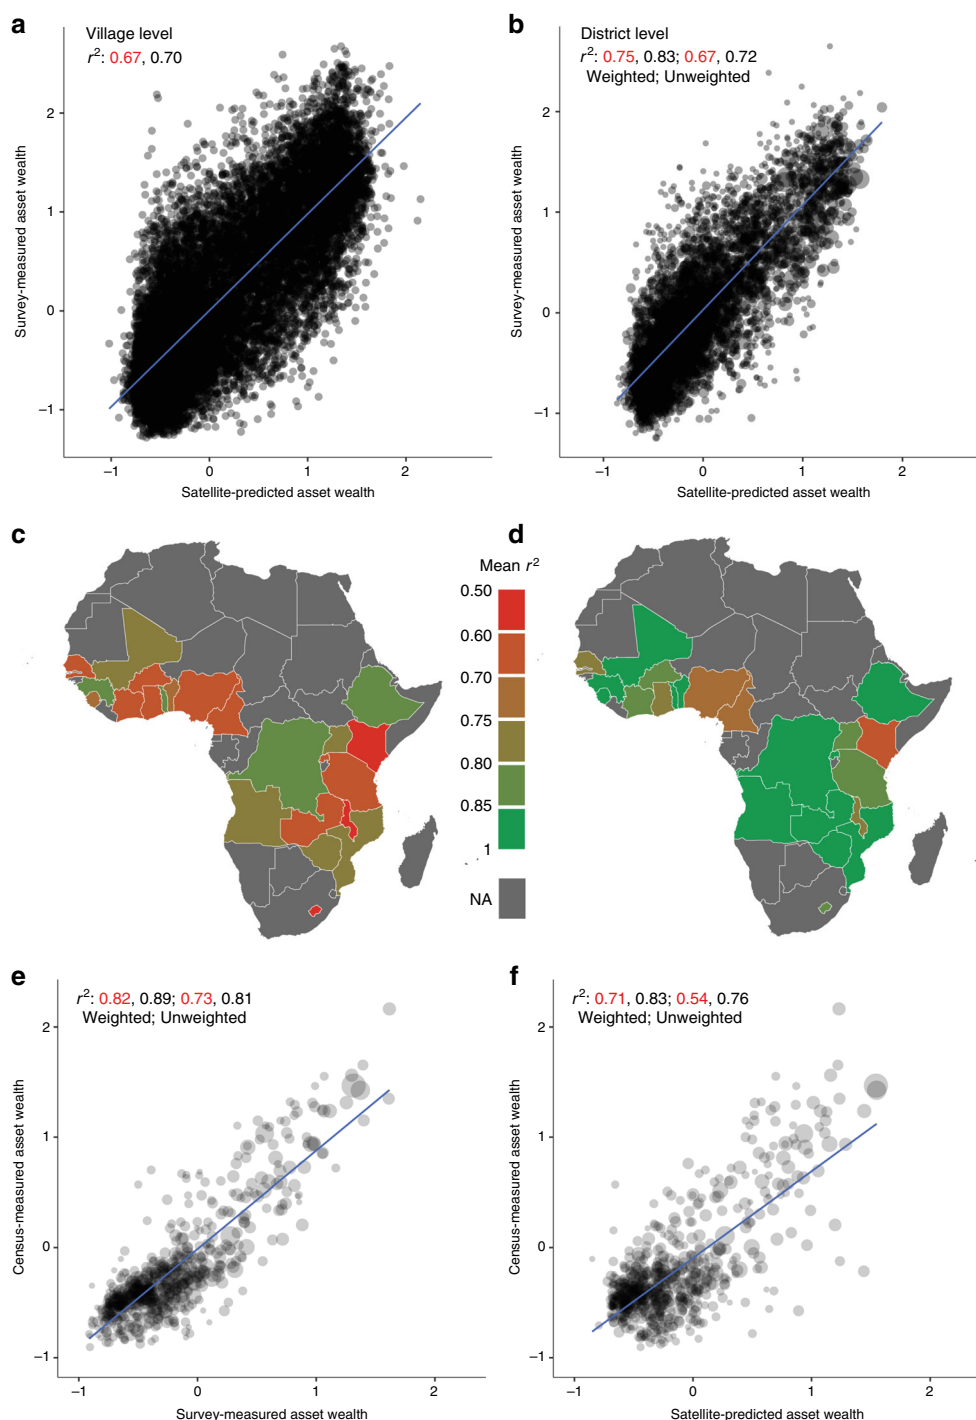 a
Village level
r²: 0.67, 0.70
2
1
0
−1
Survey-measured asset wealth
−1 0 1 2
Satellite-predicted asset wealth
b
District level
r²: 0.75, 0.83; 0.67, 0.72
Weighted; Unweighted
2
1
0
−1
Survey-measured asset wealth
−1 0 1 2
Satellite-predicted asset wealth
c
Mean r²
0.50
0.60
0.70
0.75
0.80
0.85
1
NA
d
e
r²: 0.82, 0.89; 0.73, 0.81
Weighted; Unweighted
2
1
0
−1
Census-measured asset wealth
−1 0 1 2
Survey-measured asset wealth
f
r²: 0.71, 0.83; 0.54, 0.76
Weighted; Unweighted
2
1
0
−1
Census-measured asset wealth
−1 0 1 2
Satellite-predicted asset wealth